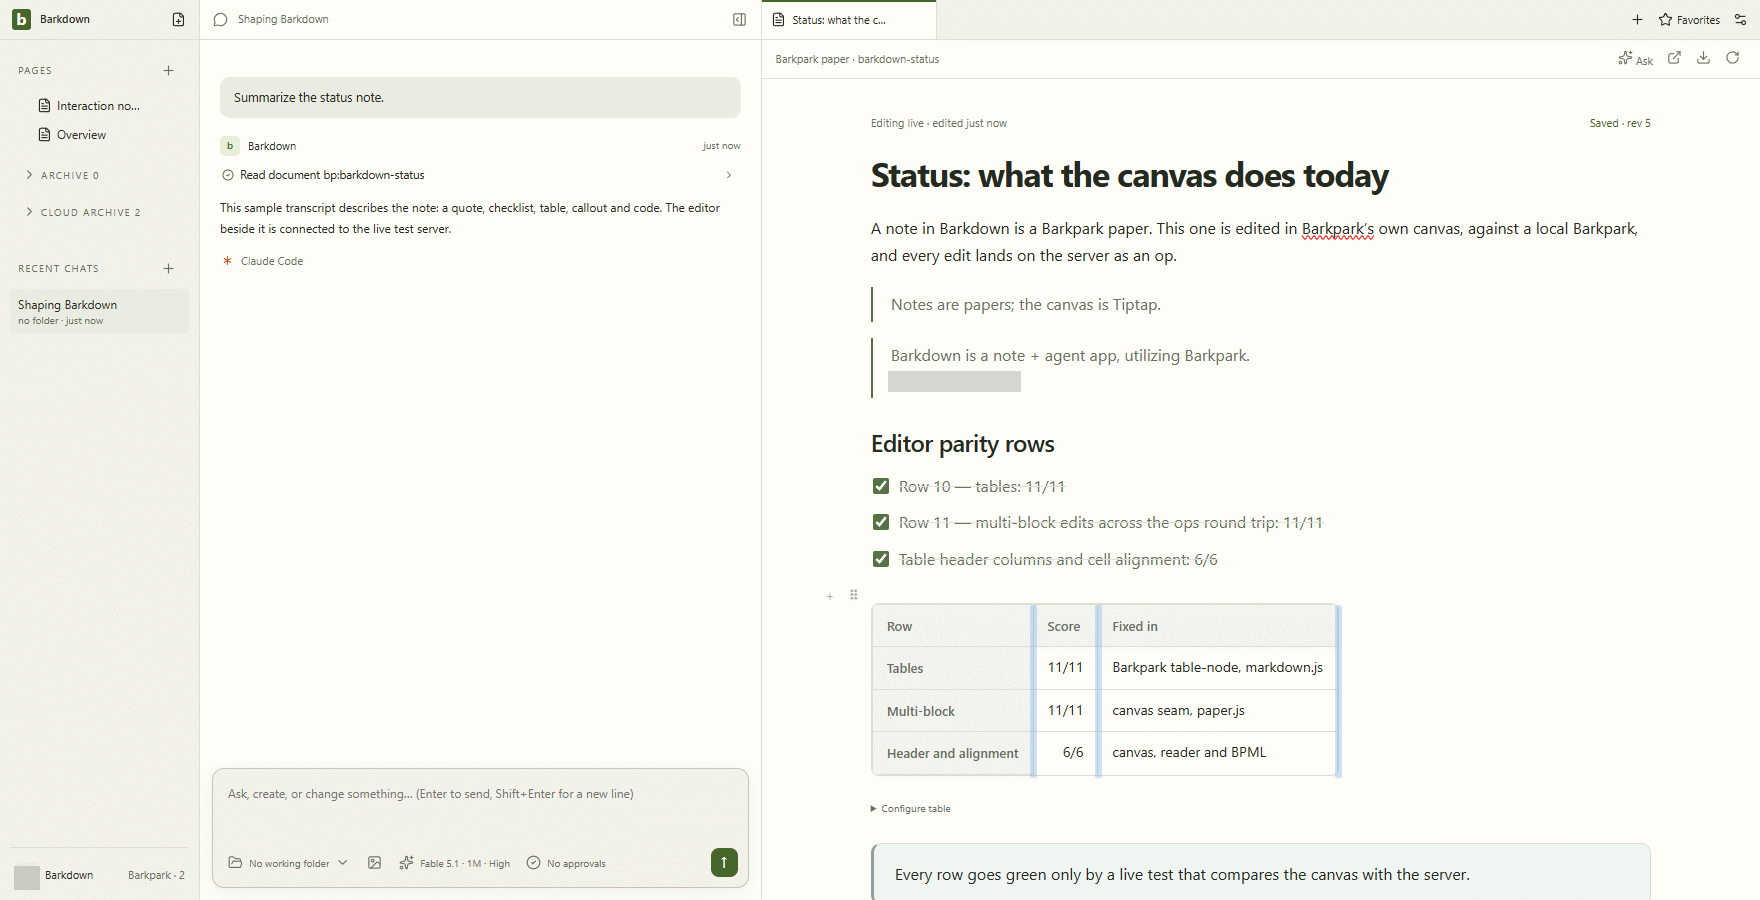 b Barkdown
PAGES
Interaction no...
Overview
ARCHIVE 0
CLOUD ARCHIVE 2
RECENT CHATS
Shaping Barkdown
no folder · just now
Barkdown
Barkpark · 2
Shaping Barkdown
Summarize the status note.
b Barkdown
just now
Read document bp:barkdown-status
This sample transcript describes the note: a quote, checklist, table, callout and code. The editor
beside it is connected to the live test server.
Claude Code
Ask, create, or change something... (Enter to send, Shift+Enter for a new line)
No working folder
Fable 5.1 · 1M · High
No approvals
Status: what the c...
Favorites
Barkpark paper · barkdown-status
Ask
Editing live · edited just now
Saved · rev 5
Status: what the canvas does today
A note in Barkdown is a Barkpark paper. This one is edited in Barkpark's own canvas, against a local Barkpark,
and every edit lands on the server as an op.
Notes are papers; the canvas is Tiptap.
Barkdown is a note + agent app, utilizing Barkpark.
Editor parity rows
Row 10 — tables: 11/11
Row 11 — multi-block edits across the ops round trip: 11/11
Table header columns and cell alignment: 6/6
Row Score Fixed in
Tables 11/11 Barkpark table-node, markdown.js
Multi-block 11/11 canvas seam, paper.js
Header and alignment 6/6 canvas, reader and BPML
Configure table
Every row goes green only by a live test that compares the canvas with the server.